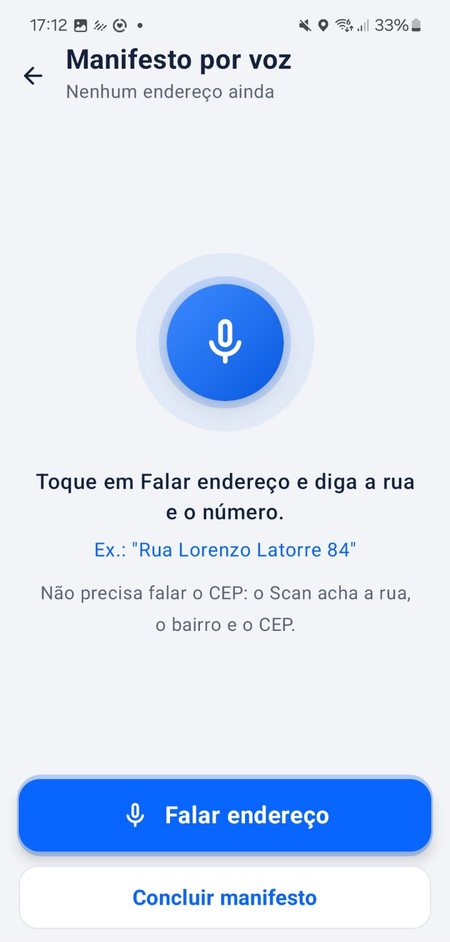 17:12
33%
Manifesto por voz
Nenhum endereço ainda
Toque em Falar endereço e diga a rua
e o número.
Ex.: "Rua Lorenzo Latorre 84"
Não precisa falar o CEP: o Scan acha a rua,
o bairro e o CEP.
Falar endereço
Concluir manifesto